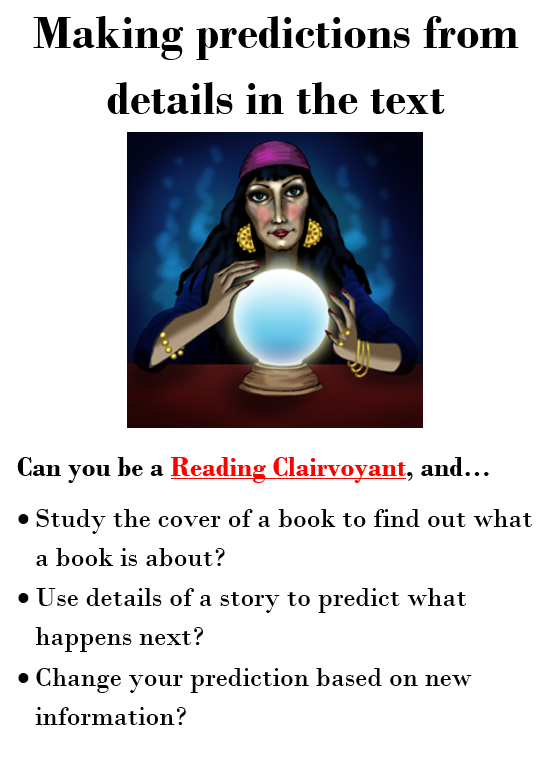 Making predictions from
details in the text
Can you be a Reading Clairvoyant, and...
• Study the cover of a book to find out what
a book is about?
• Use details of a story to predict what
happens next?
• Change your prediction based on new
information?